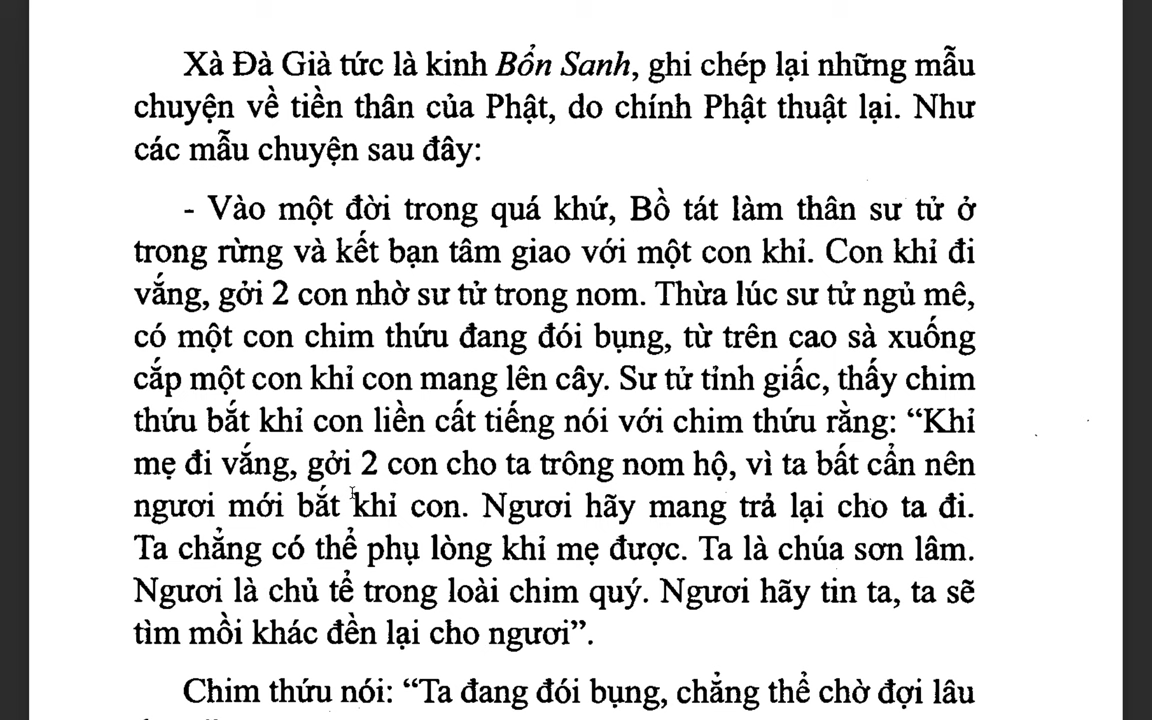 Xà Đà Già tức là kinh Bổn Sanh, ghi chép lại những mẫu
chuyện về tiền thân của Phật, do chính Phật thuật lại. Như
các mẫu chuyện sau đây:
- Vào một đời trong quá khứ, Bồ tát làm thân sư tử ở
trong rừng và kết bạn tâm giao với một con khỉ. Con khỉ đi
vắng, gởi 2 con nhờ sư tử trong nom. Thừa lúc sư tử ngủ mê,
có một con chim thứu đang đói bụng, từ trên cao sà xuống
cắp một con khỉ con mang lên cây. Sư tử tỉnh giấc, thấy chim
thứu bắt khỉ con liền cất tiếng nói với chim thứu rằng: “Khỉ
mẹ đi vắng, gởi 2 con cho ta trông nom hộ, vì ta bất cẩn nên
ngươi mới bắt khỉ con. Ngươi hãy mang trả lại cho ta đi.
Ta chẳng có thể phụ lòng khỉ mẹ được. Ta là chúa sơn lâm.
Ngươi là chủ tể trong loài chim quý. Ngươi hãy tin ta, ta sẽ
tìm mồi khác đền lại cho ngươi”.
Chim thứu nói: “Ta đang đói bụng, chẳng thể chờ đợi lâu